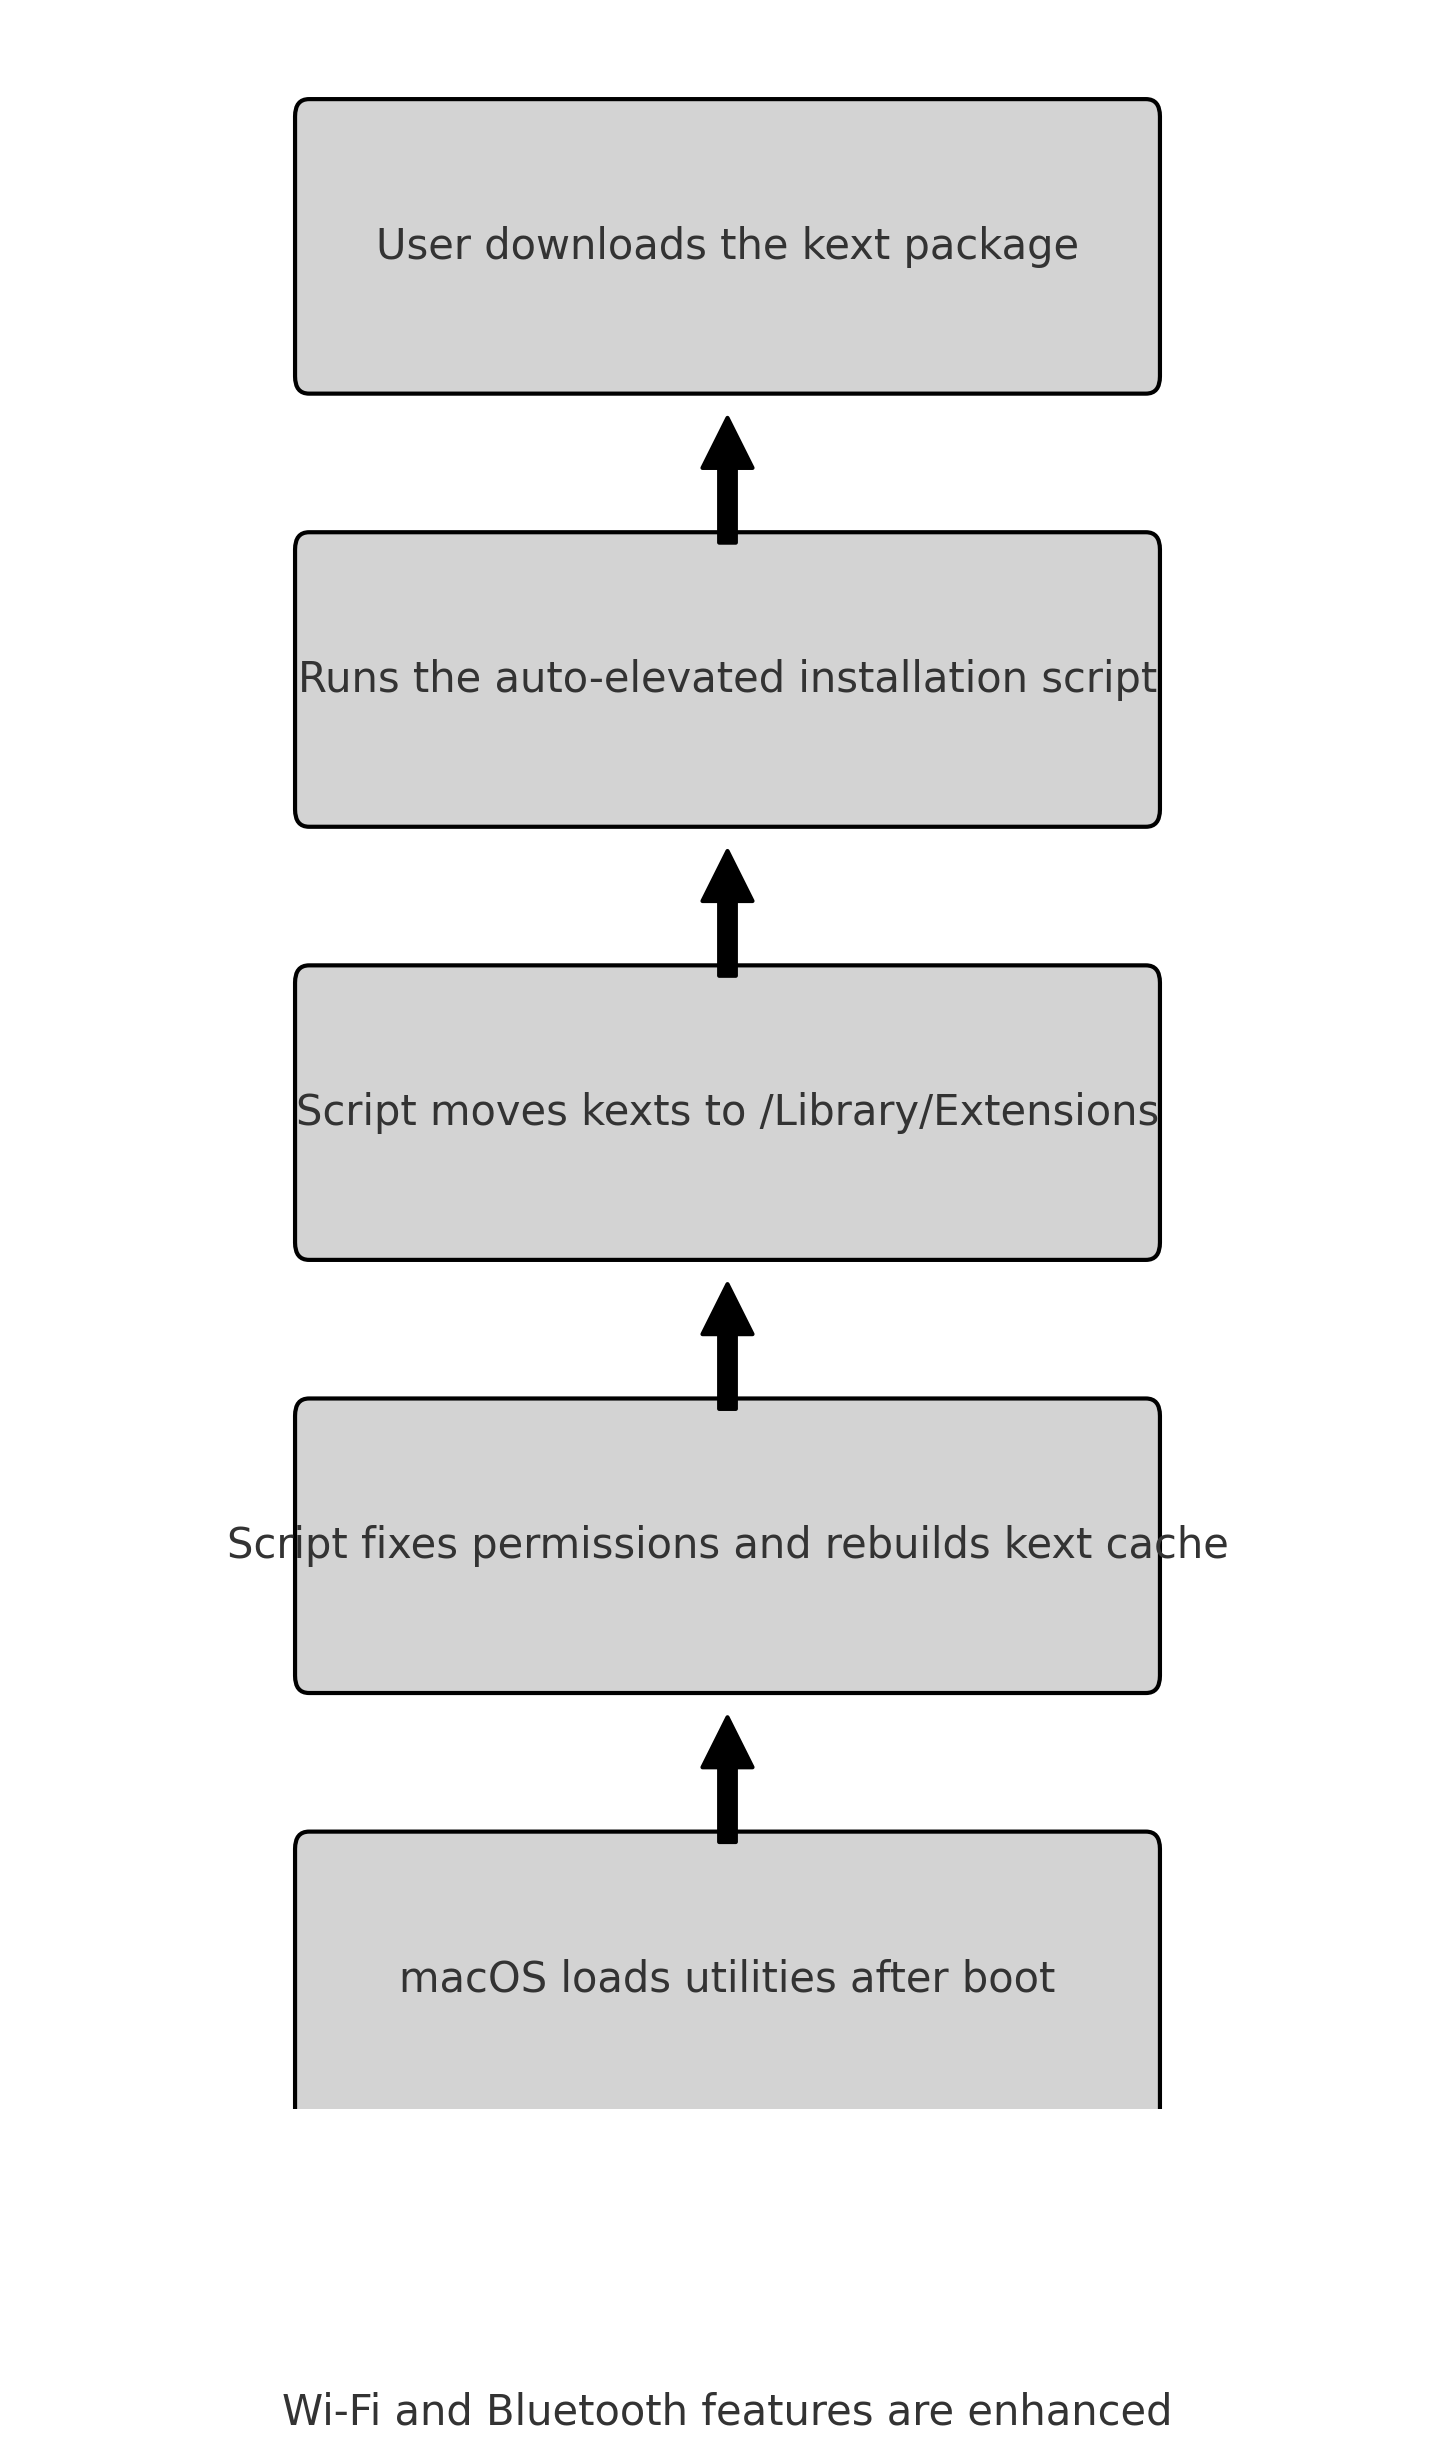 User downloads the kext package
Runs the auto-elevated installation script
Script moves kexts to /Library/Extensions
Script fixes permissions and rebuilds kext cache
macOS loads utilities after boot
Wi-Fi and Bluetooth features are enhanced